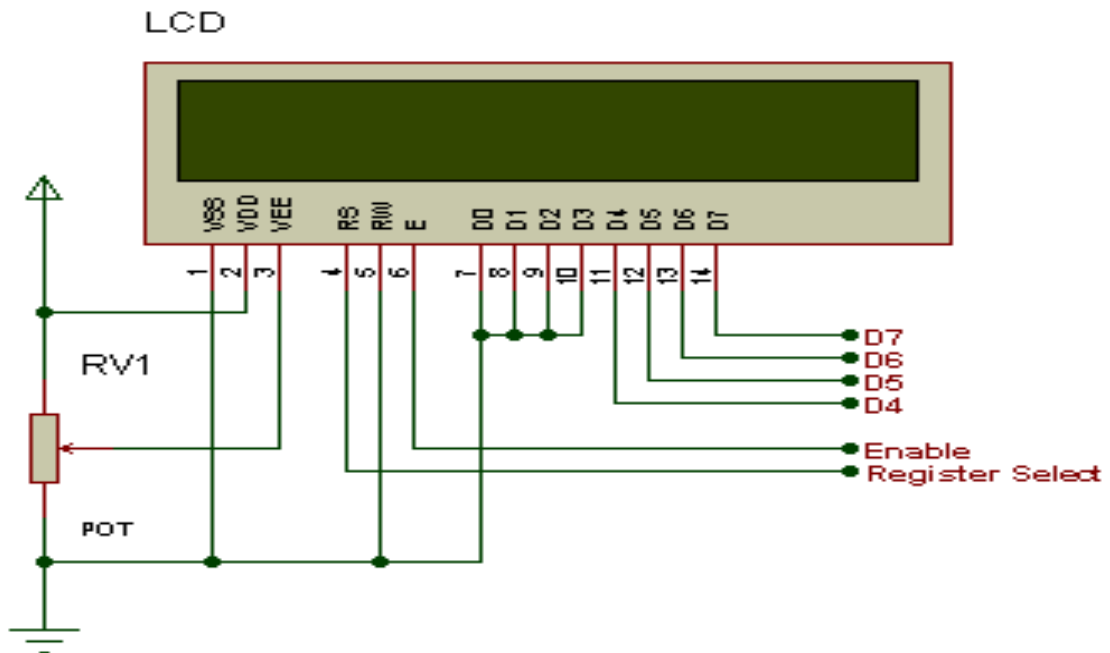 LCD
VSS VDD VEE RS RW E D0 D1 D2 D3 D4 D5 D6 D7
1 2 3 4 5 6 7 8 9 10 11 12 13 14
D7
RV1
D6
D5
D4
Enable
Register Select
POT